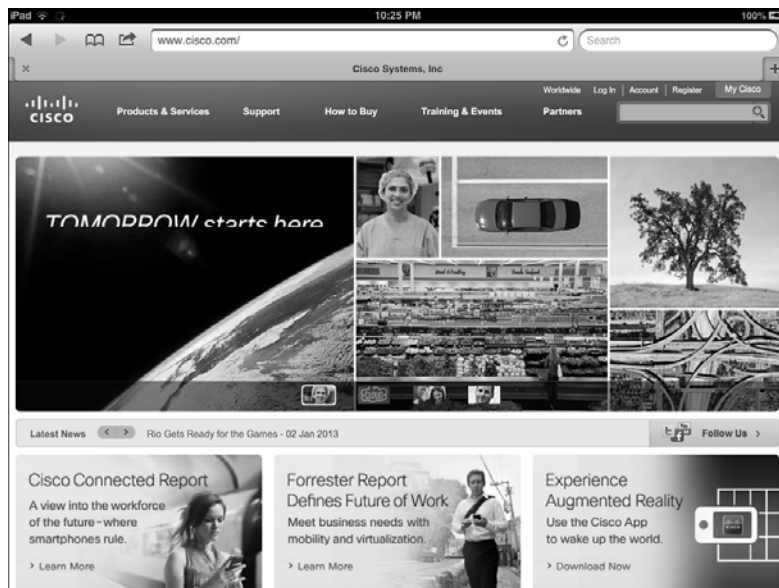 iPad 10:25 PM 100%
www.cisco.com/ Search
Cisco Systems, Inc
Worldwide Log In Account Register My Cisco
CISCO Products & Services Support How to Buy Training & Events Partners
TOMORROW starts here
Meat & Poultry Fresh Seafood
Latest News Rio Gets Ready for the Games - 02 Jan 2013 Follow Us >
Cisco Connected Report
A view into the workforce
of the future–where
smartphones rule.
> Learn More
Forrester Report
Defines Future of Work
Meet business needs with
mobility and virtualization.
> Learn More
Experience
Augmented Reality
Use the Cisco App
to wake up the world.
> Download Now